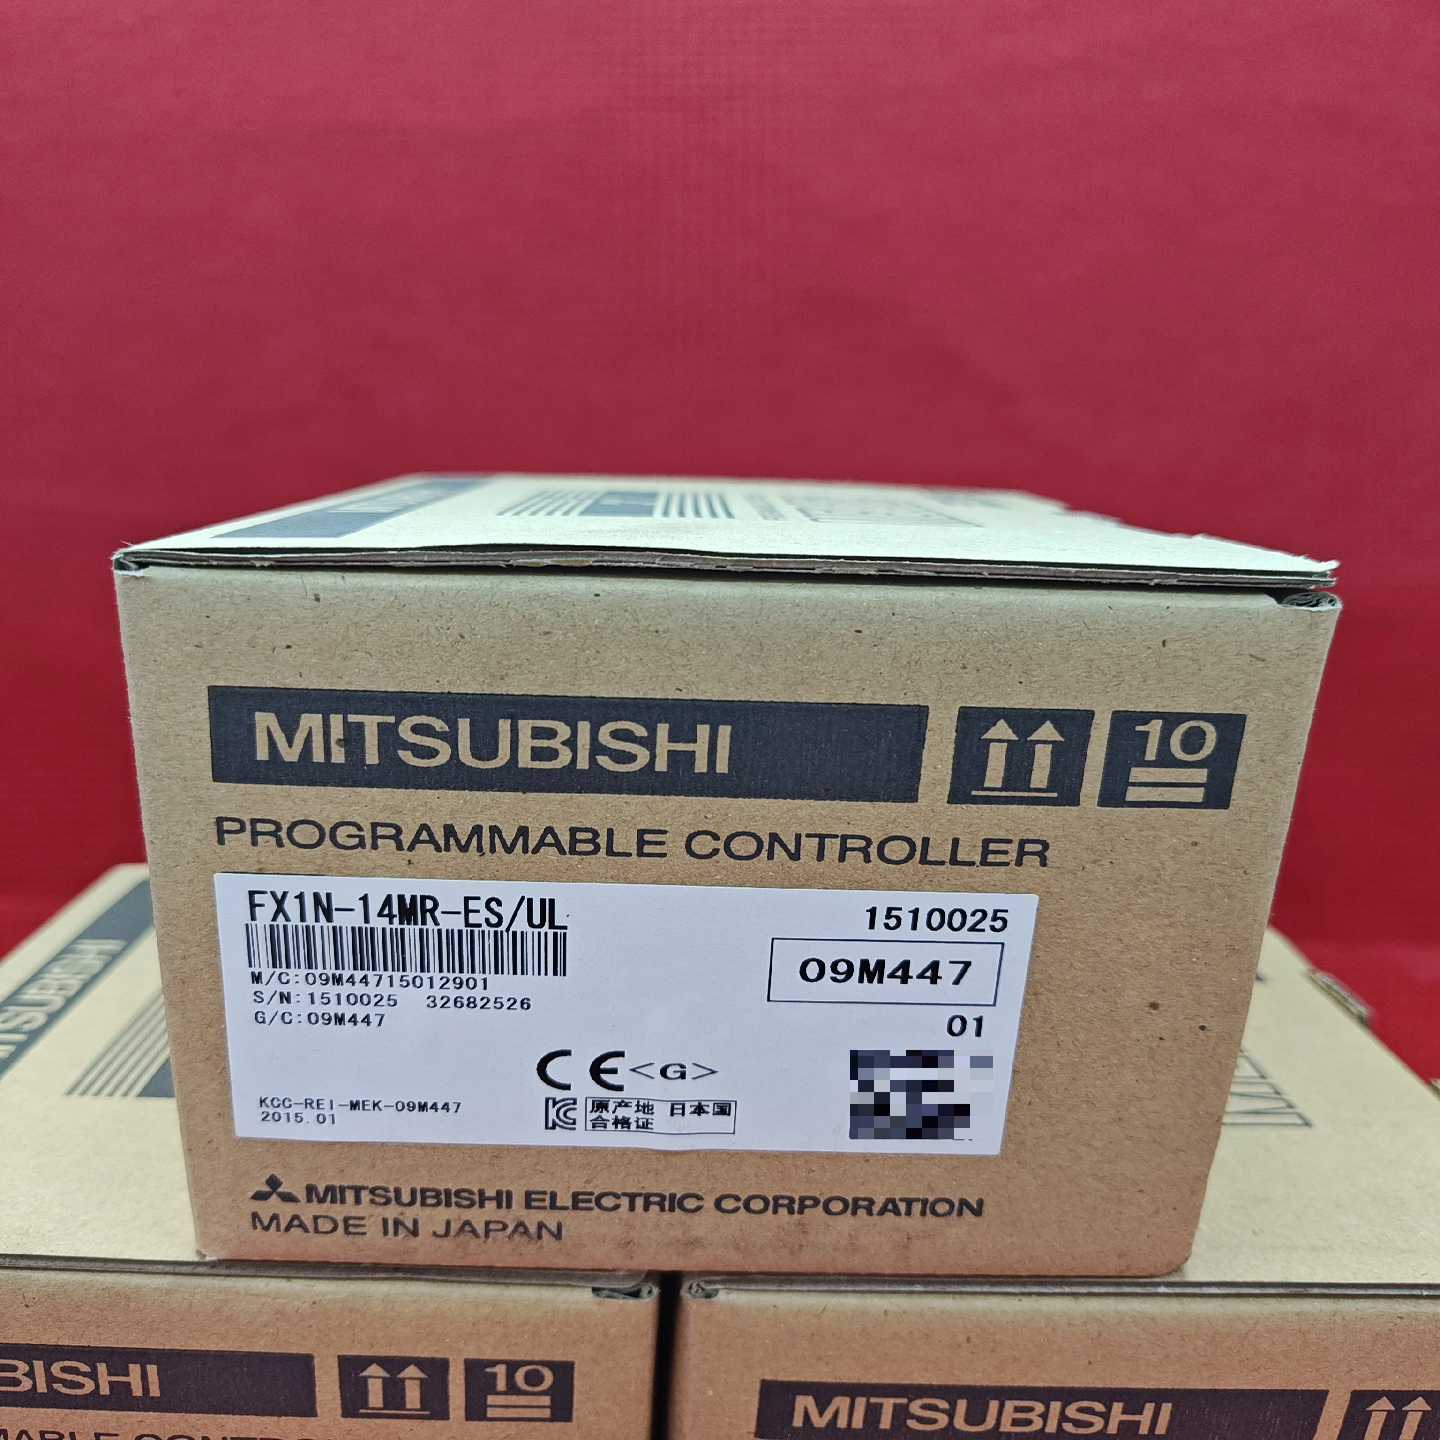 MITSUBISHI
10
PROGRAMMABLE CONTROLLER
FX1N-14MR-ES/UL
1510025
M/C:09M44715012901
09M447
S/N:1510025 32682526
G/C:09M447
01
CE<G>
KCC-REI-MEK-09M447
2015.01
KC
原产地 日本国
合格证
MITSUBISHI ELECTRIC CORPORATION
MADE IN JAPAN
TSUBISHI
BISHI
10
MITSUBISHI